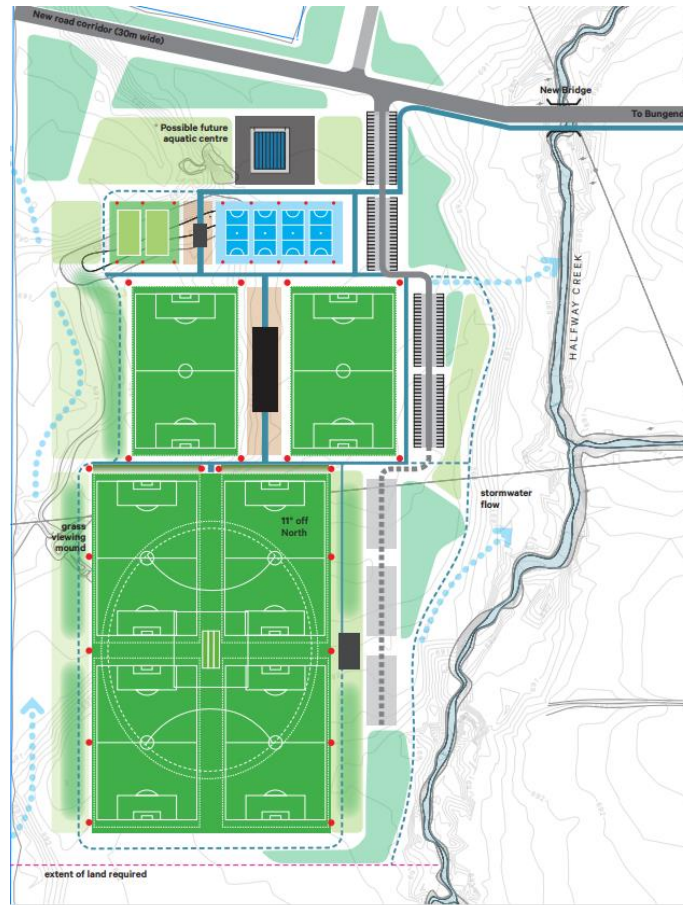 New road corridor (30m wide)
New Bridge
To Bungend
* Possible future
aquatic centre
HALFWAY CREEK
stormwater
flow
grass
viewing
mound
11° off
North
extent of land required